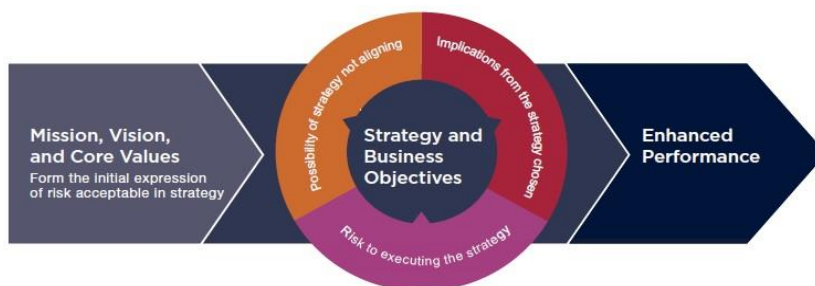 Mission, Vision,
and Core Values
Form the initial expression
of risk acceptable in strategy
Possibility of strategy not aligning
Implications from the strategy chosen
Strategy and
Business
Objectives
Risk to executing the strategy
Enhanced
Performance